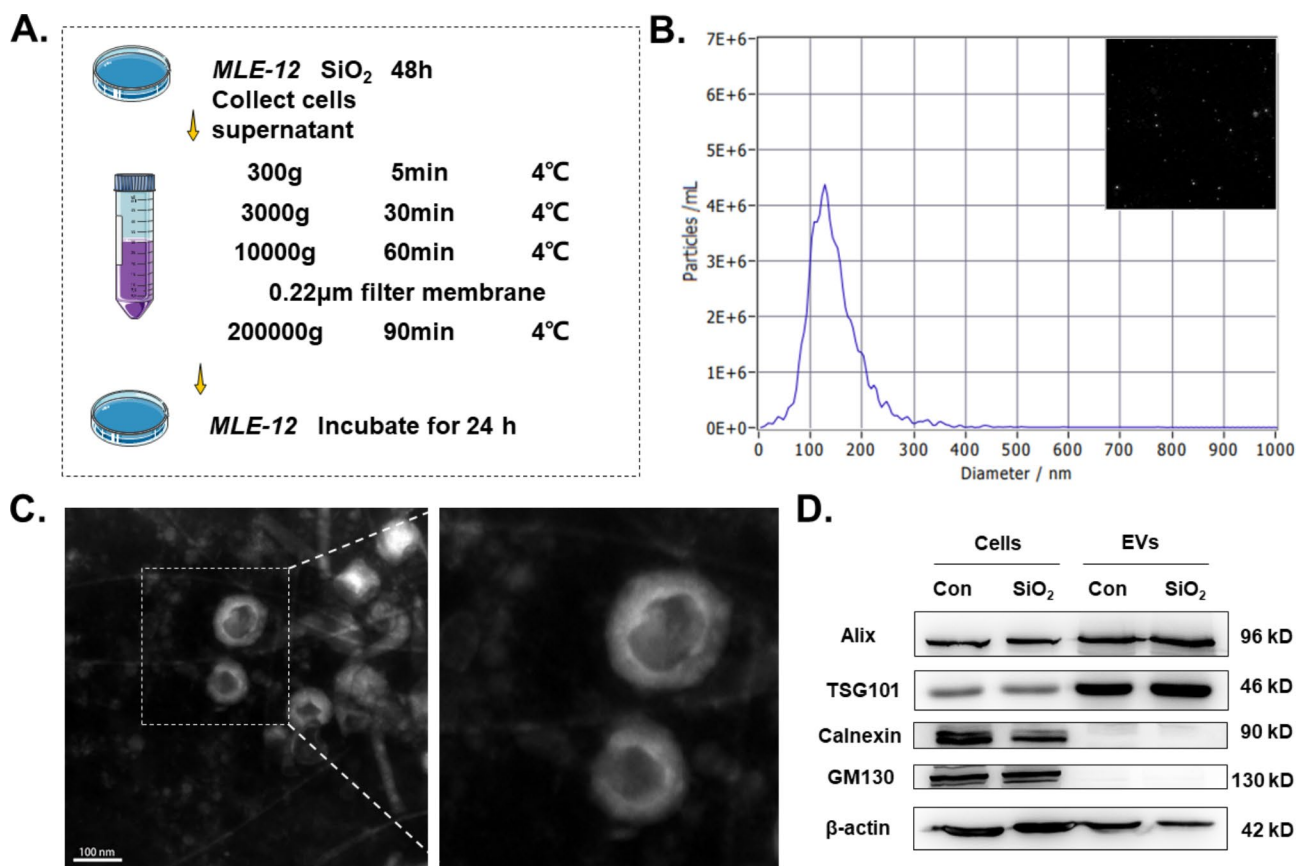 A.
MLE-12 SiO₂ 48h
Collect cells
supernatant
300g 5min 4℃
3000g 30min 4℃
10000g 60min 4℃
0.22μm filter membrane
200000g 90min 4℃
MLE-12 Incubate for 24 h
B.
Particles /mL
7E+6
6E+6
5E+6
4E+6
3E+6
2E+6
1E+6
0E+0
0 100 200 300 400 500 600 700 800 900 1000
Diameter / nm
C.
100 nm
D.
Cells EVs
Con SiO₂ Con SiO₂
Alix 96 kD
TSG101 46 kD
Calnexin 90 kD
GM130 130 kD
β-actin 42 kD